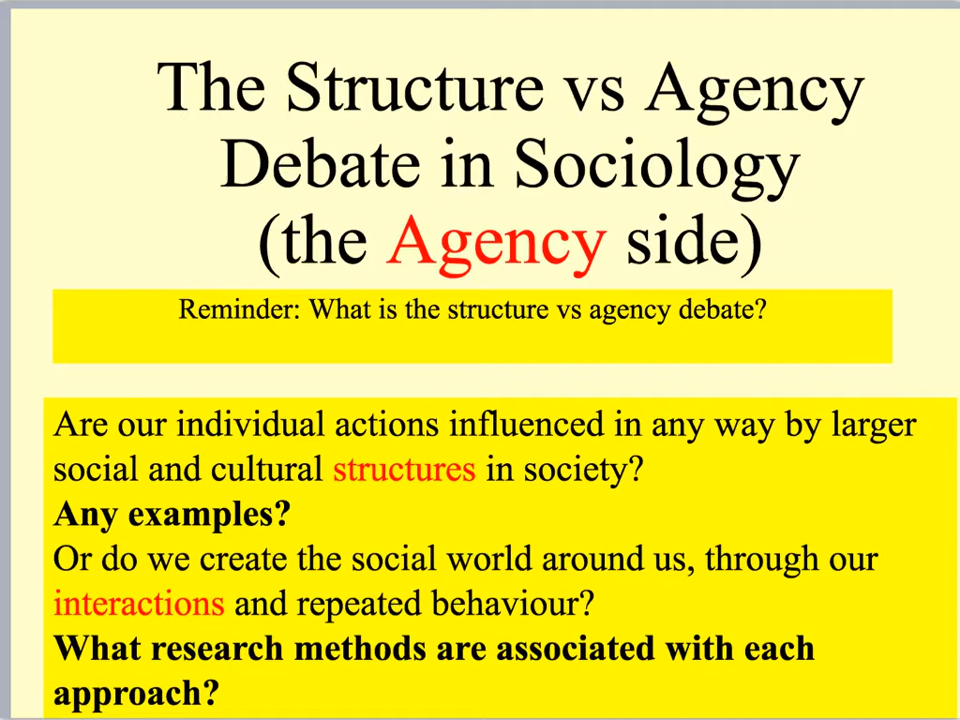 The Structure vs Agency
Debate in Sociology
(the Agency side)
Reminder: What is the structure vs agency debate?
Are our individual actions influenced in any way by larger
social and cultural structures in society?
Any examples?
Or do we create the social world around us, through our
interactions and repeated behaviour?
What research methods are associated with each
approach?